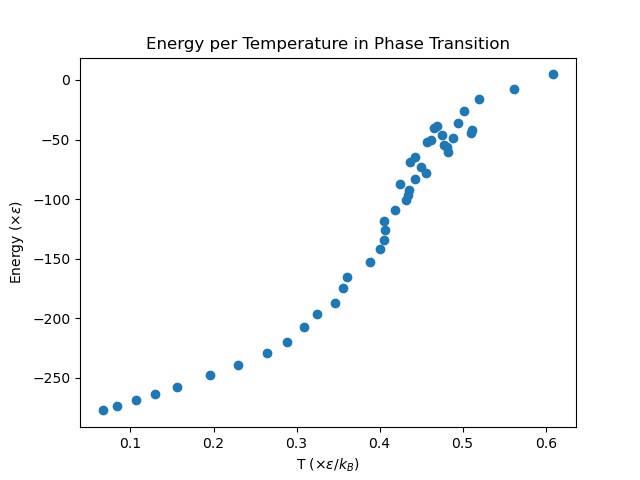 Energy per Temperature in Phase Transition
Energy (×ε)
0
−50
−100
−150
−200
−250
0.1 0.2 0.3 0.4 0.5 0.6
T (×ε/k_B)